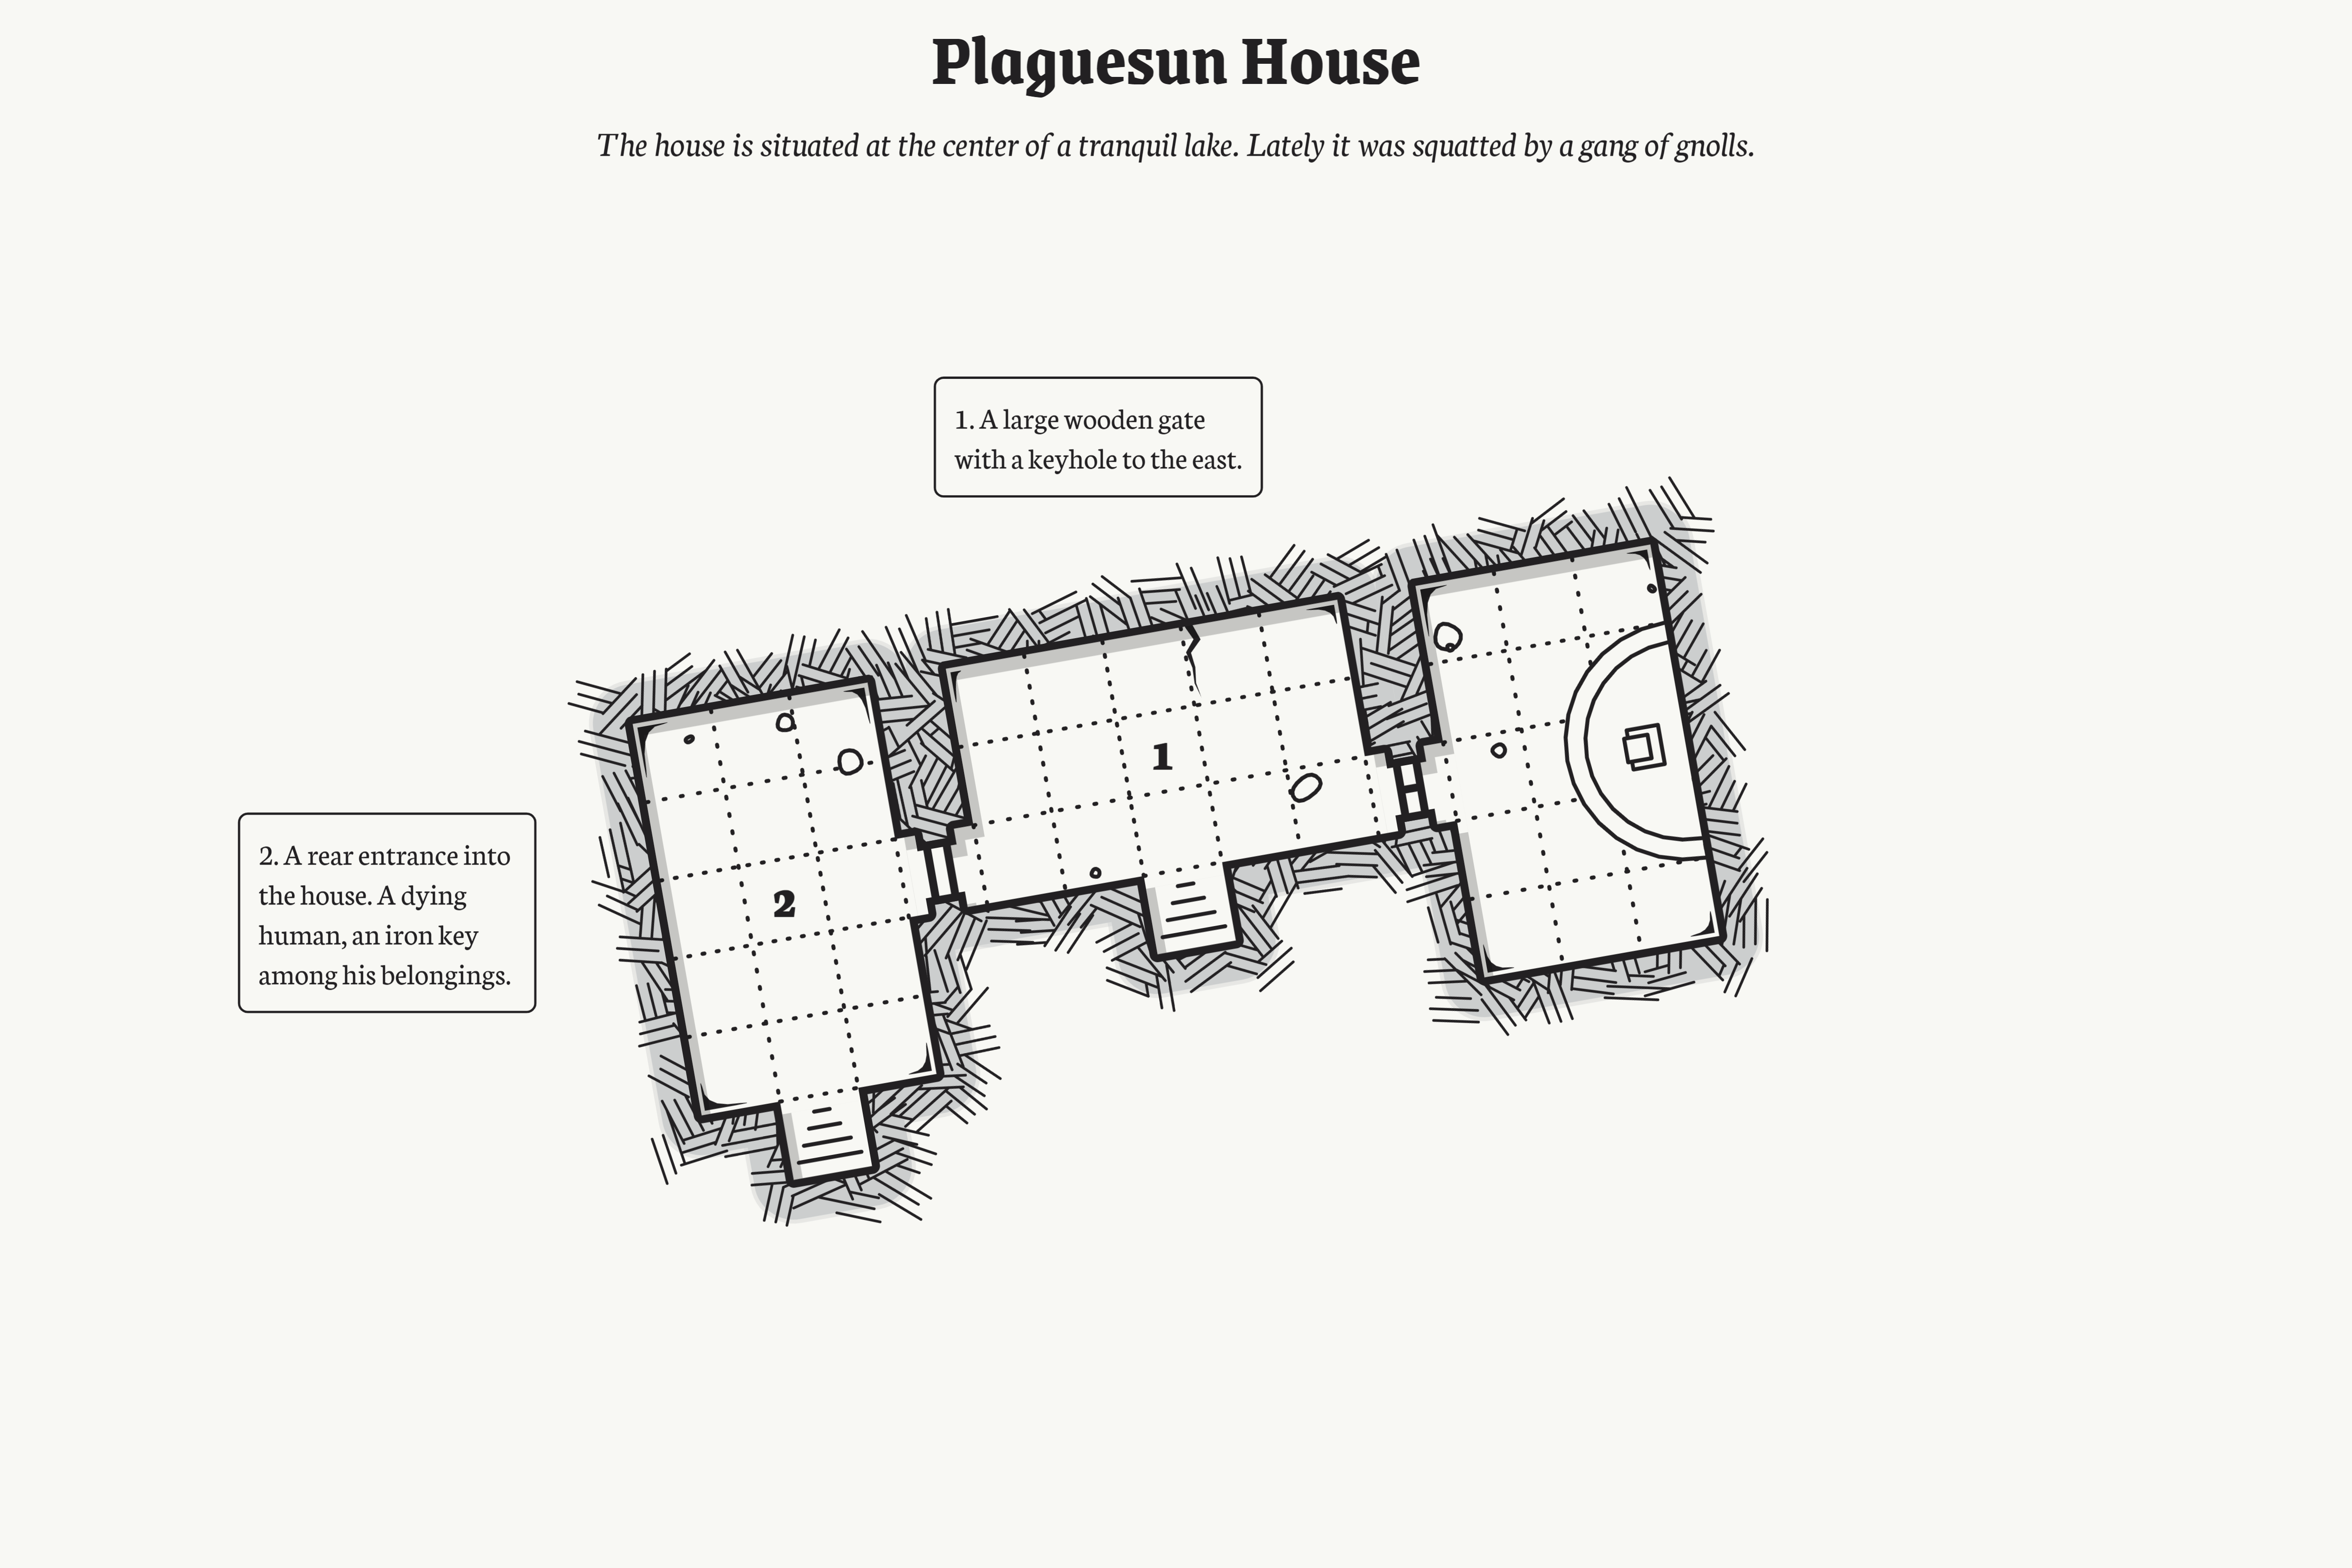 Plaguesun House
The house is situated at the center of a tranquil lake. Lately it was squatted by a gang of gnolls.
1. A large wooden gate
with a keyhole to the east.
1
2. A rear entrance into
the house. A dying
human, an iron key
among his belongings.
2